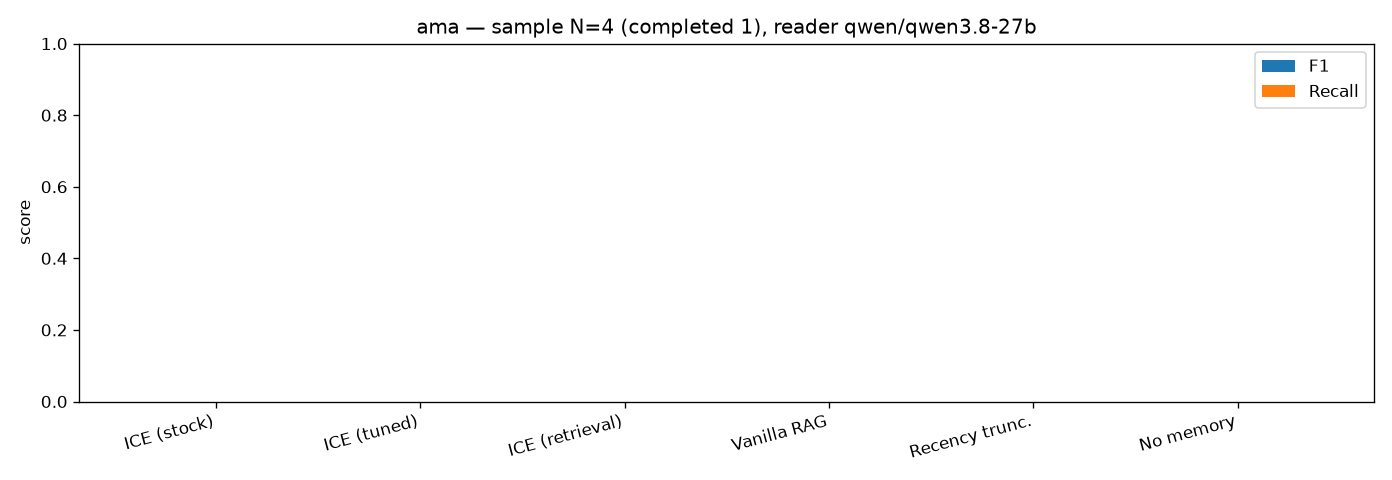 ama — sample N=4 (completed 1), reader qwen/qwen3.8-27b
F1
Recall
score
1.0
0.8
0.6
0.4
0.2
0.0
ICE (stock)
ICE (tuned)
ICE (retrieval)
Vanilla RAG
Recency trunc.
No memory